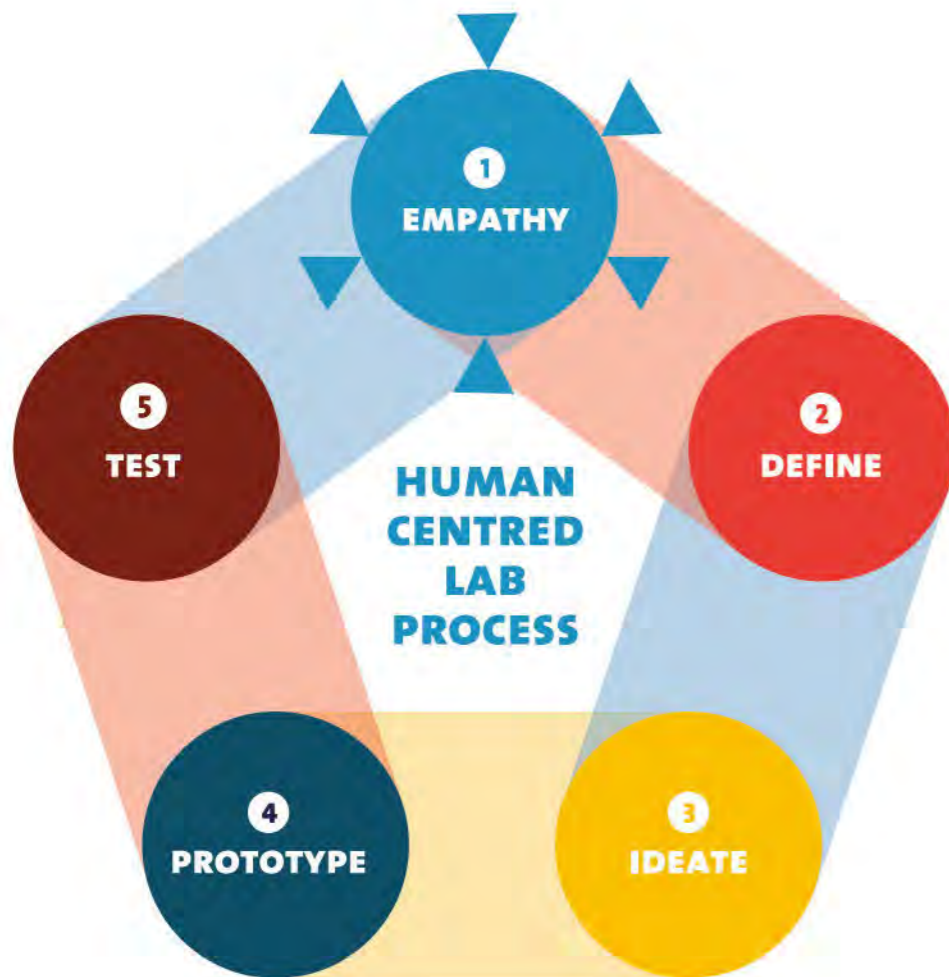 1
EMPATHY
2
DEFINE
3
IDEATE
4
PROTOTYPE
5
TEST
HUMAN
CENTRED
LAB
PROCESS